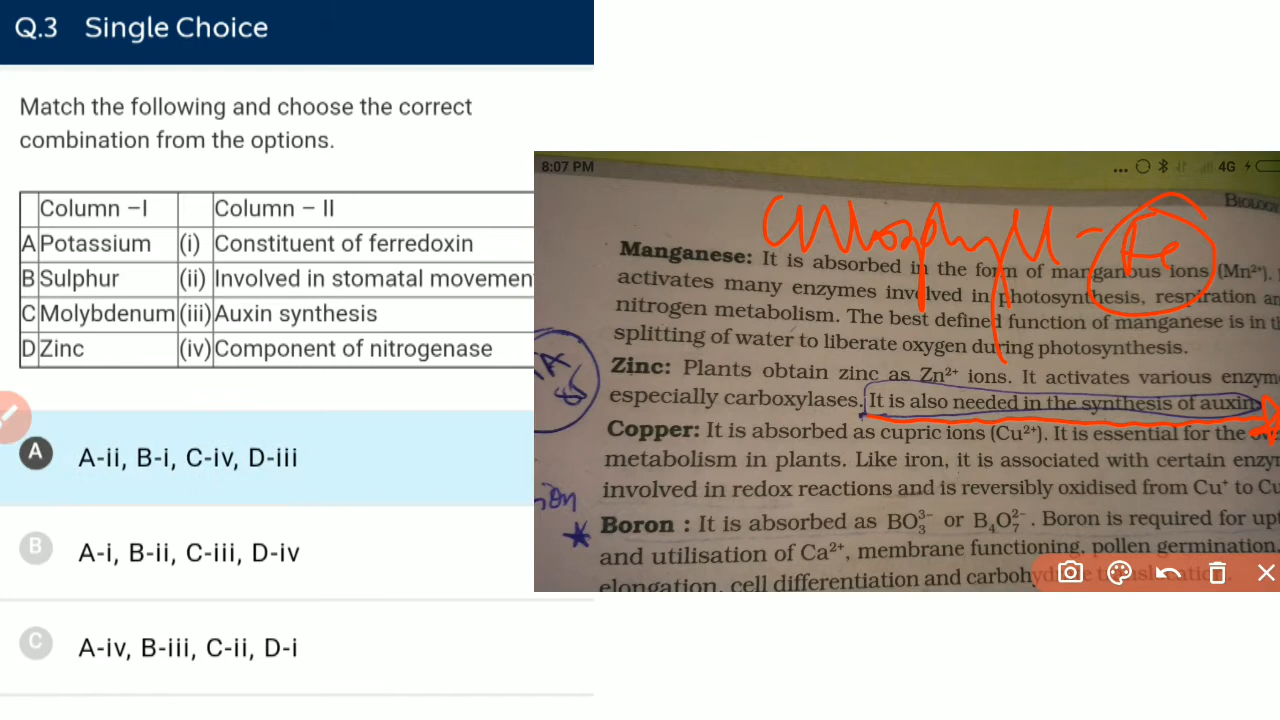 Q.3 Single Choice
Match the following and choose the correct
combination from the options.
Column –I Column – II
A Potassium (i) Constituent of ferredoxin
B Sulphur (ii) Involved in stomatal movemen
C Molybdenum (iii) Auxin synthesis
D Zinc (iv) Component of nitrogenase
A A-ii, B-i, C-iv, D-iii
B A-i, B-ii, C-iii, D-iv
C A-iv, B-iii, C-ii, D-i
8:07 PM ... 4G
Fe
Manganese: It is absorbed in the form of manganous ions (Mn²⁺).
activates many enzymes involved in photosynthesis, respiration an
nitrogen metabolism. The best defined function of manganese is in th
splitting of water to liberate oxygen during photosynthesis.
Zinc: Plants obtain zinc as Zn²⁺ ions. It activates various enzym
especially carboxylases. It is also needed in the synthesis of auxin
Copper: It is absorbed as cupric ions (Cu²⁺). It is essential for the
metabolism in plants. Like iron, it is associated with certain enzy
involved in redox reactions and is reversibly oxidised from Cu⁺ to Cu
Boron : It is absorbed as BO₃³⁻ or B₄O₇²⁻. Boron is required for upt
and utilisation of Ca²⁺, membrane functioning, pollen germination,
elongation, cell differentiation and